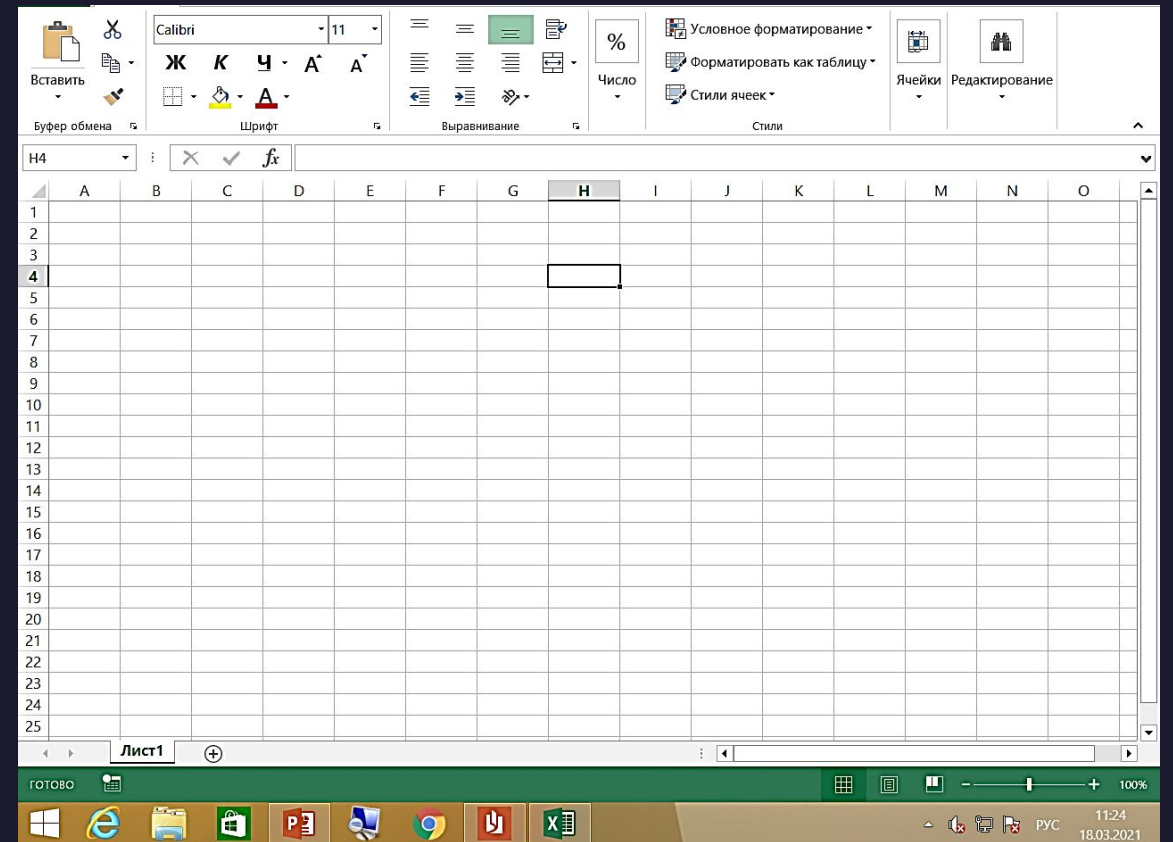 Calibri 11
Условное форматирование
Ж К Ч А А
%
Форматировать как таблицу
Вставить
Число
Ячейки Редактирование
А
Стили ячеек
Буфер обмена Шрифт Выравнивание Стили
H4 fx
A B C D E F G H I J K L M N O
1
2
3
4
5
6
7
8
9
10
11
12
13
14
15
16
17
18
19
20
21
22
23
24
25
Лист1
ГОТОВО 100%
РУС 11:24
18.03.2021